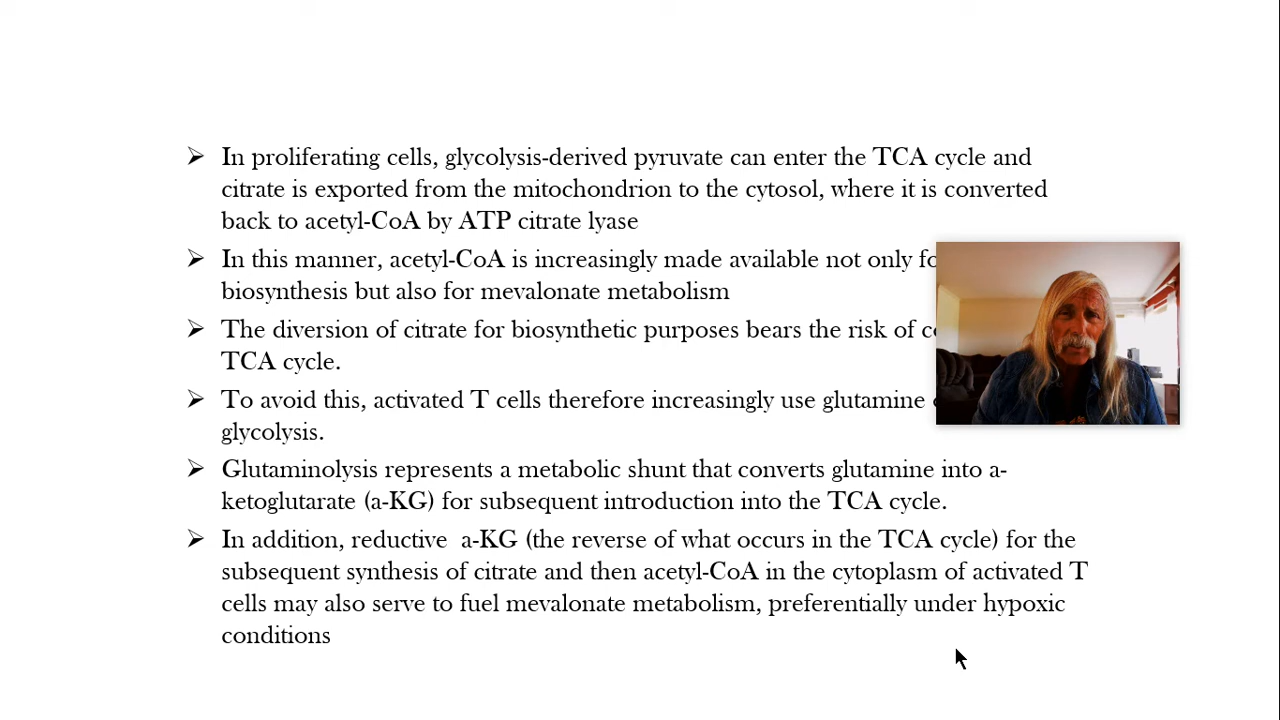 In proliferating cells, glycolysis-derived pyruvate can enter the TCA cycle and
citrate is exported from the mitochondrion to the cytosol, where it is converted
back to acetyl-CoA by ATP citrate lyase
In this manner, acetyl-CoA is increasingly made available not only
biosynthesis but also for mevalonate metabolism
The diversion of citrate for biosynthetic purposes bears the risk of
TCA cycle.
To avoid this, activated T cells therefore increasingly use glutamine
glycolysis.
Glutaminolysis represents a metabolic shunt that converts glutamine into a-
ketoglutarate (a-KG) for subsequent introduction into the TCA cycle.
In addition, reductive a-KG (the reverse of what occurs in the TCA cycle) for the
subsequent synthesis of citrate and then acetyl-CoA in the cytoplasm of activated T
cells may also serve to fuel mevalonate metabolism, preferentially under hypoxic
conditions